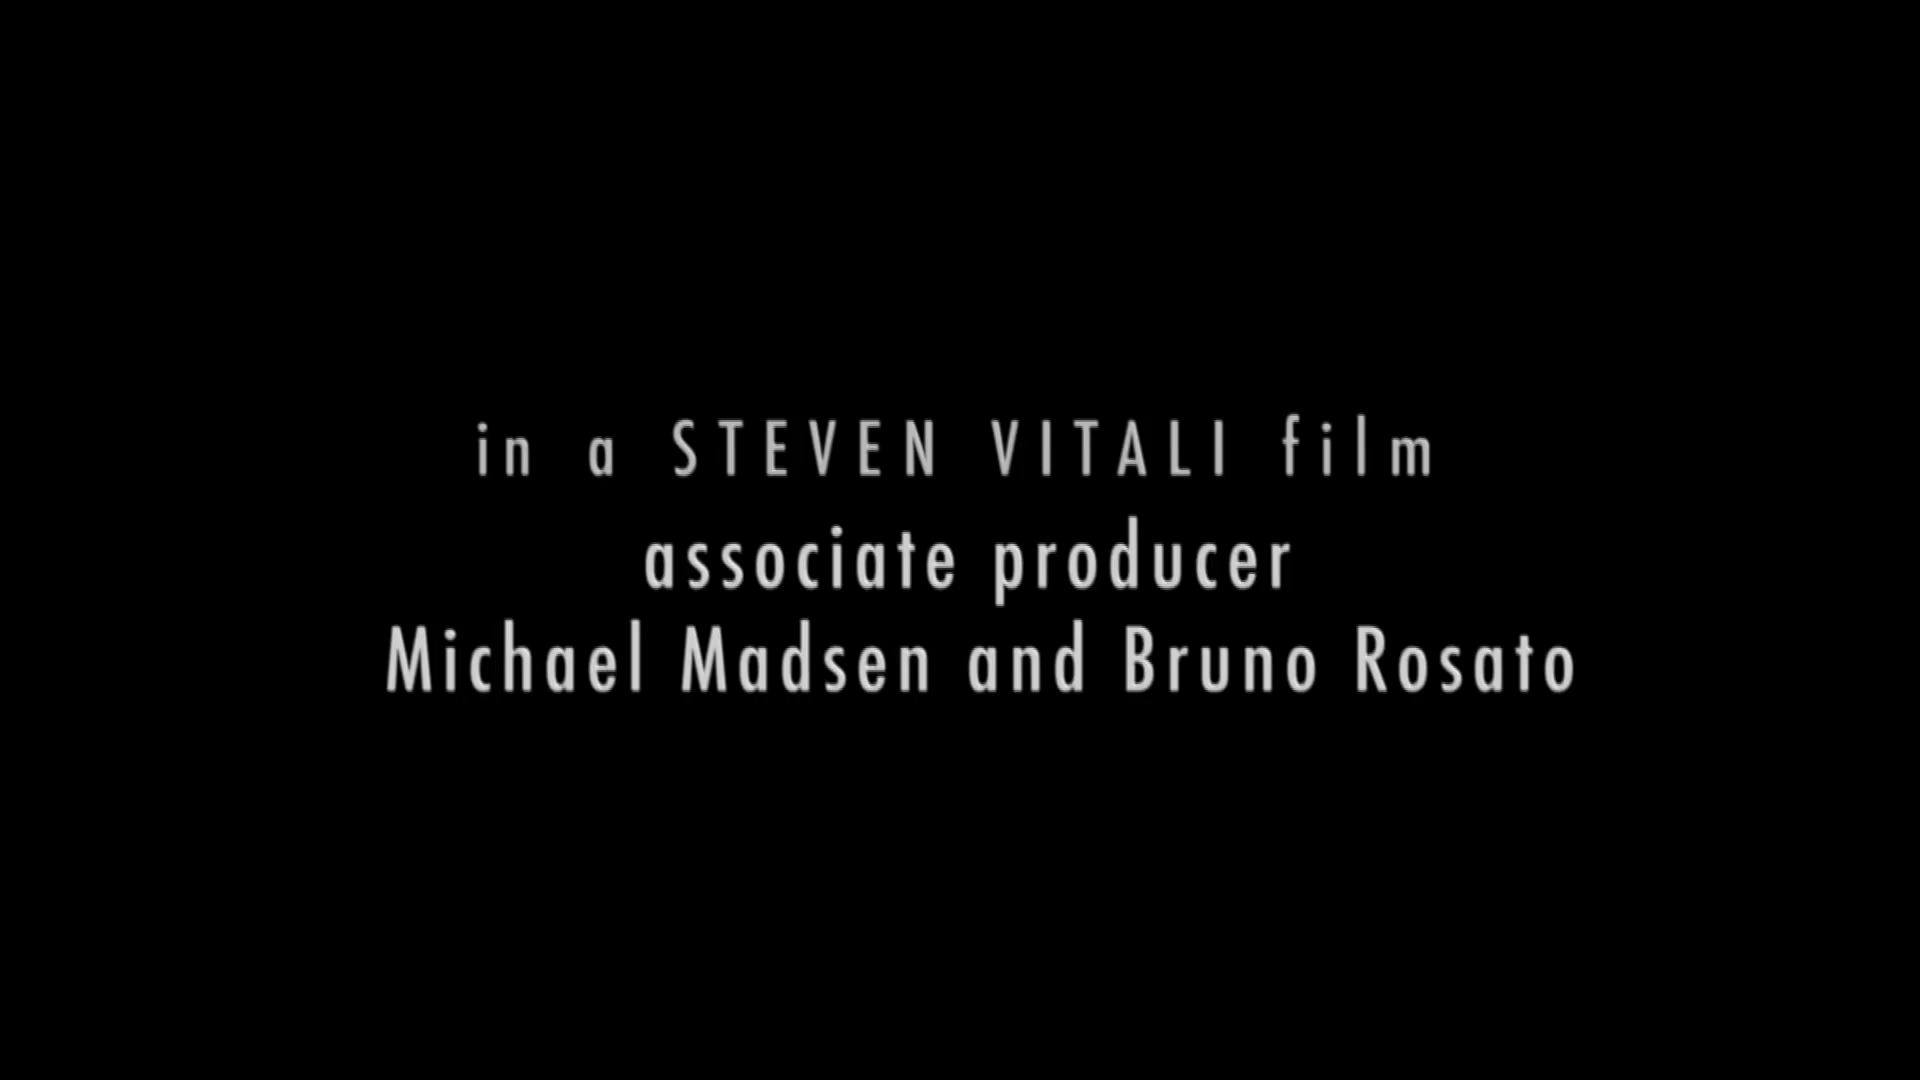 in a STEVEN VITALI film
associate producer
Michael Madsen and Bruno Rosato